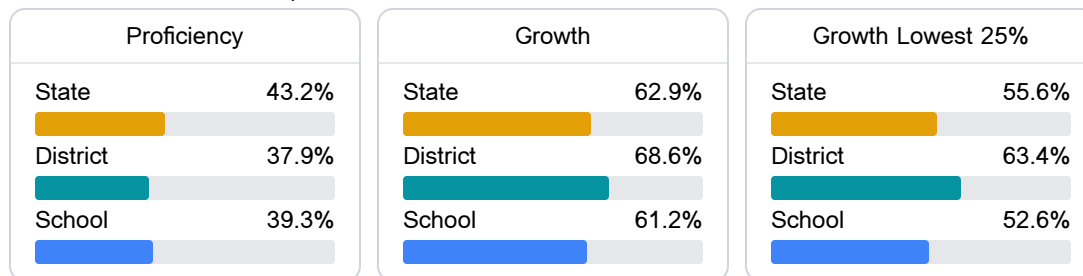 Proficiency
State 43.2%
District 37.9%
School 39.3%
Growth
State 62.9%
District 68.6%
School 61.2%
Growth Lowest 25%
State 55.6%
District 63.4%
School 52.6%